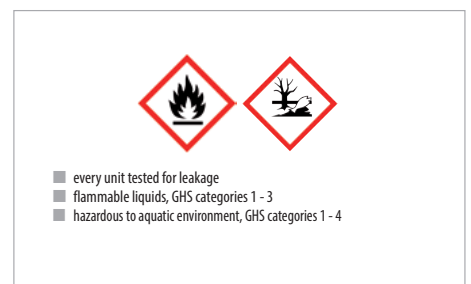 every unit tested for leakage
flammable liquids, GHS categories 1 - 3
hazardous to aquatic environment, GHS categories 1 - 4